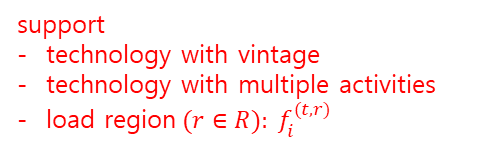 support
- technology with vintage
- technology with multiple activities
- load region (r ∈ R): f_i^{(t,r)}